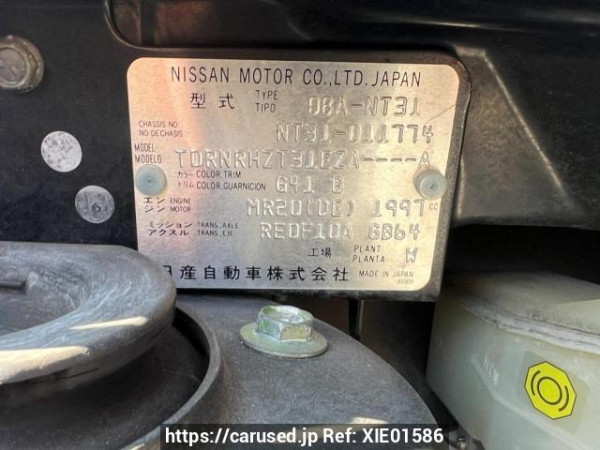 NISSAN MOTOR CO.,LTD. JAPAN
型式 TYPE TIPO DBA-NT31
CHASSIS NO NO DECHASIS NT31-011774
MODEL MODELO TDRNRHZT31EZA----A
カラー トリム COLOR,TRIM COLOR,GUARNICION G41 G
エンジン ENGINE MOTOR MR20(DE) 1997 cc
ミッション アクスル TRANS.,AXLE TRANS.,EJE RE0F10A GB64
工場 PLANT PLANTA W
日産自動車株式会社 MADE IN JAPAN
https://carused.jp Ref: XIE01586